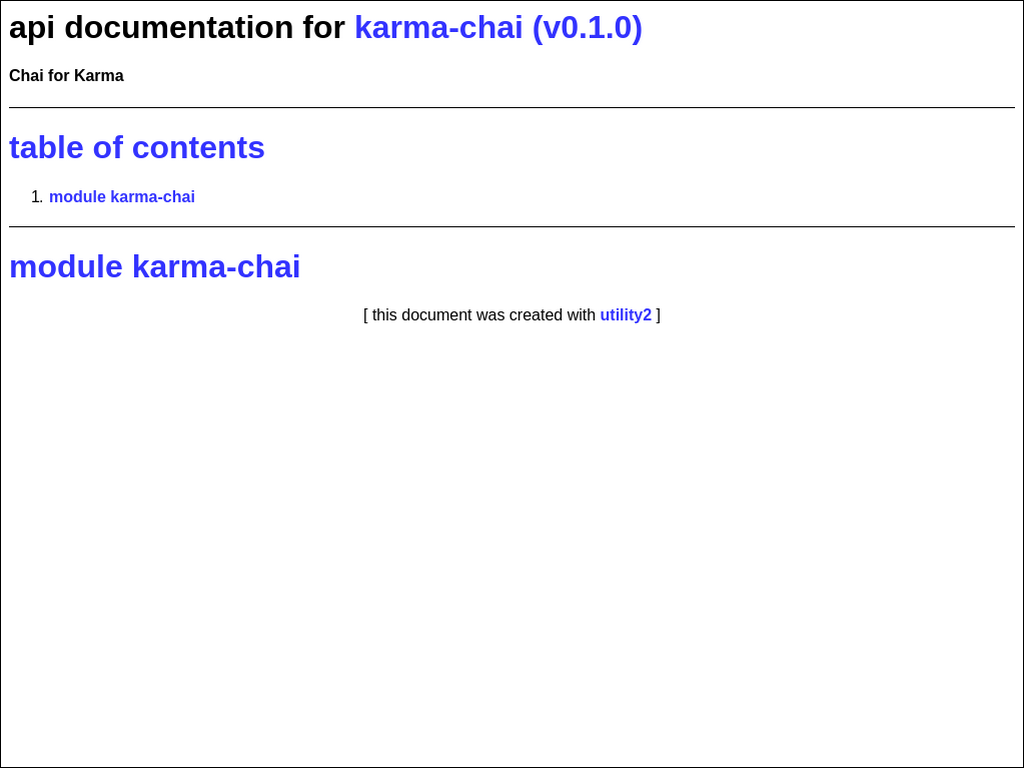 api documentation for karma-chai (v0.1.0)
Chai for Karma
table of contents
1. module karma-chai
module karma-chai
[ this document was created with utility2 ]